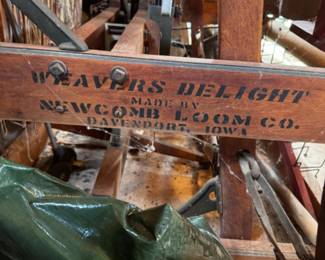 WEAVERS DELIGHT
MADE BY
NEWCOMB LOOM CO.
DAVENPORT, IOWA